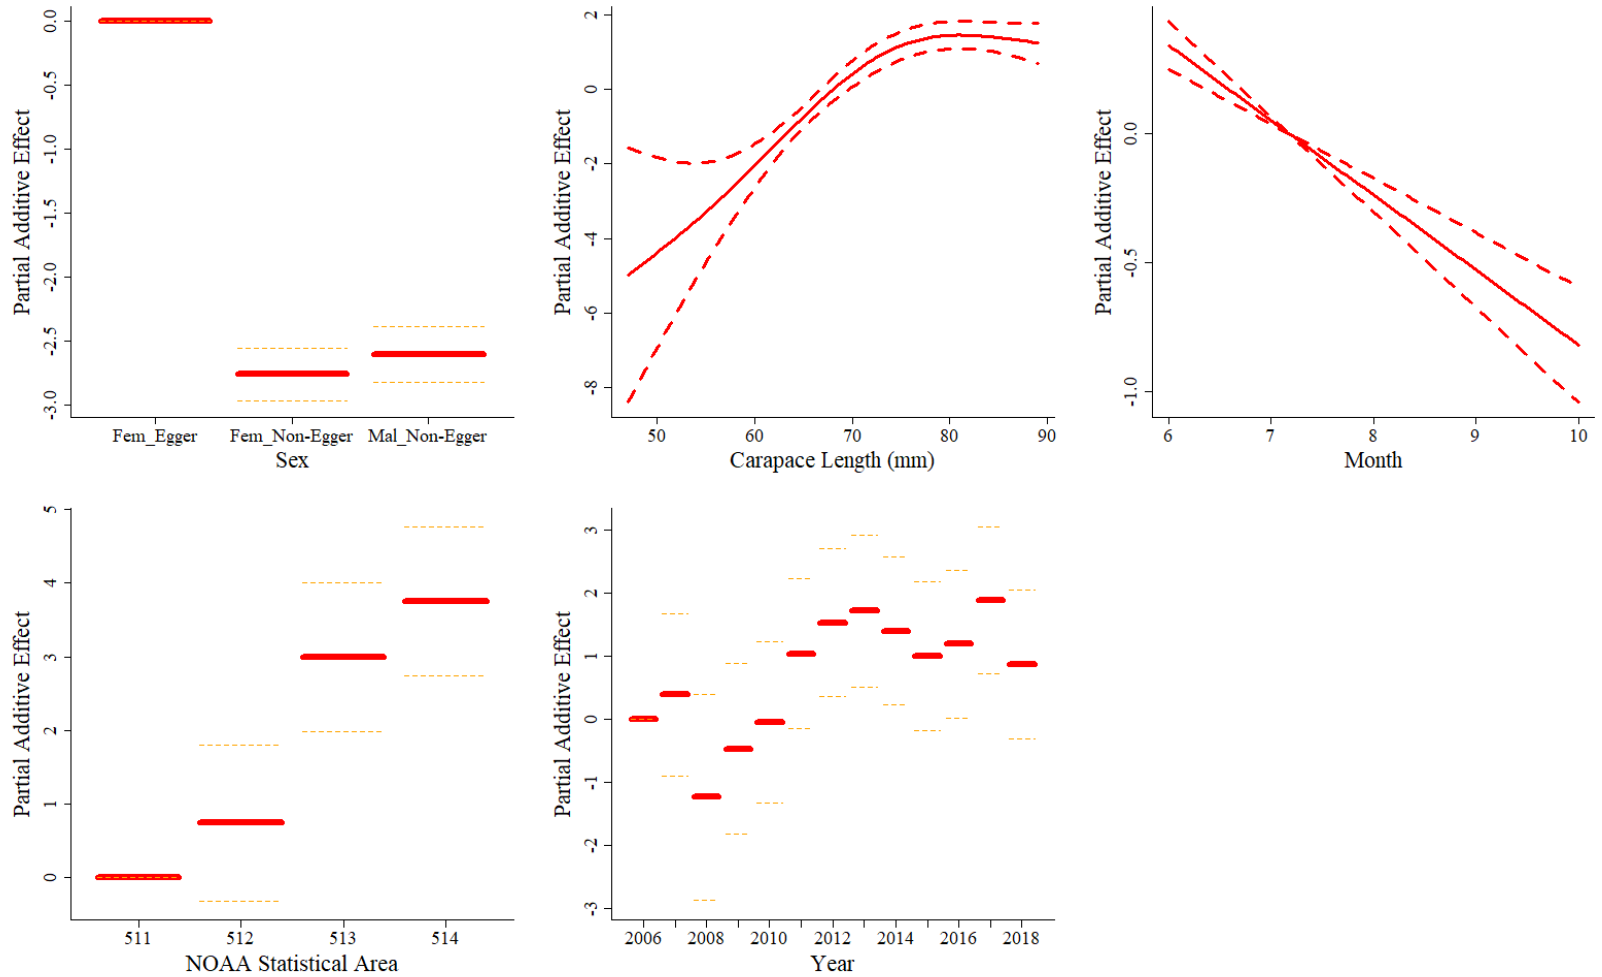 Partial Additive Effect
0.0
-0.5
-1.0
-1.5
-2.0
-2.5
-3.0
Fem_Egger Fem_Non-Egger Mal_Non-Egger
Sex
Partial Additive Effect
2
0
-2
-4
-6
-8
50 60 70 80 90
Carapace Length (mm)
Partial Additive Effect
0.0
-0.5
-1.0
6 7 8 9 10
Month
Partial Additive Effect
5
4
3
2
1
0
511 512 513 514
NOAA Statistical Area
Partial Additive Effect
3
2
1
0
-1
-2
-3
2006 2008 2010 2012 2014 2016 2018
Year